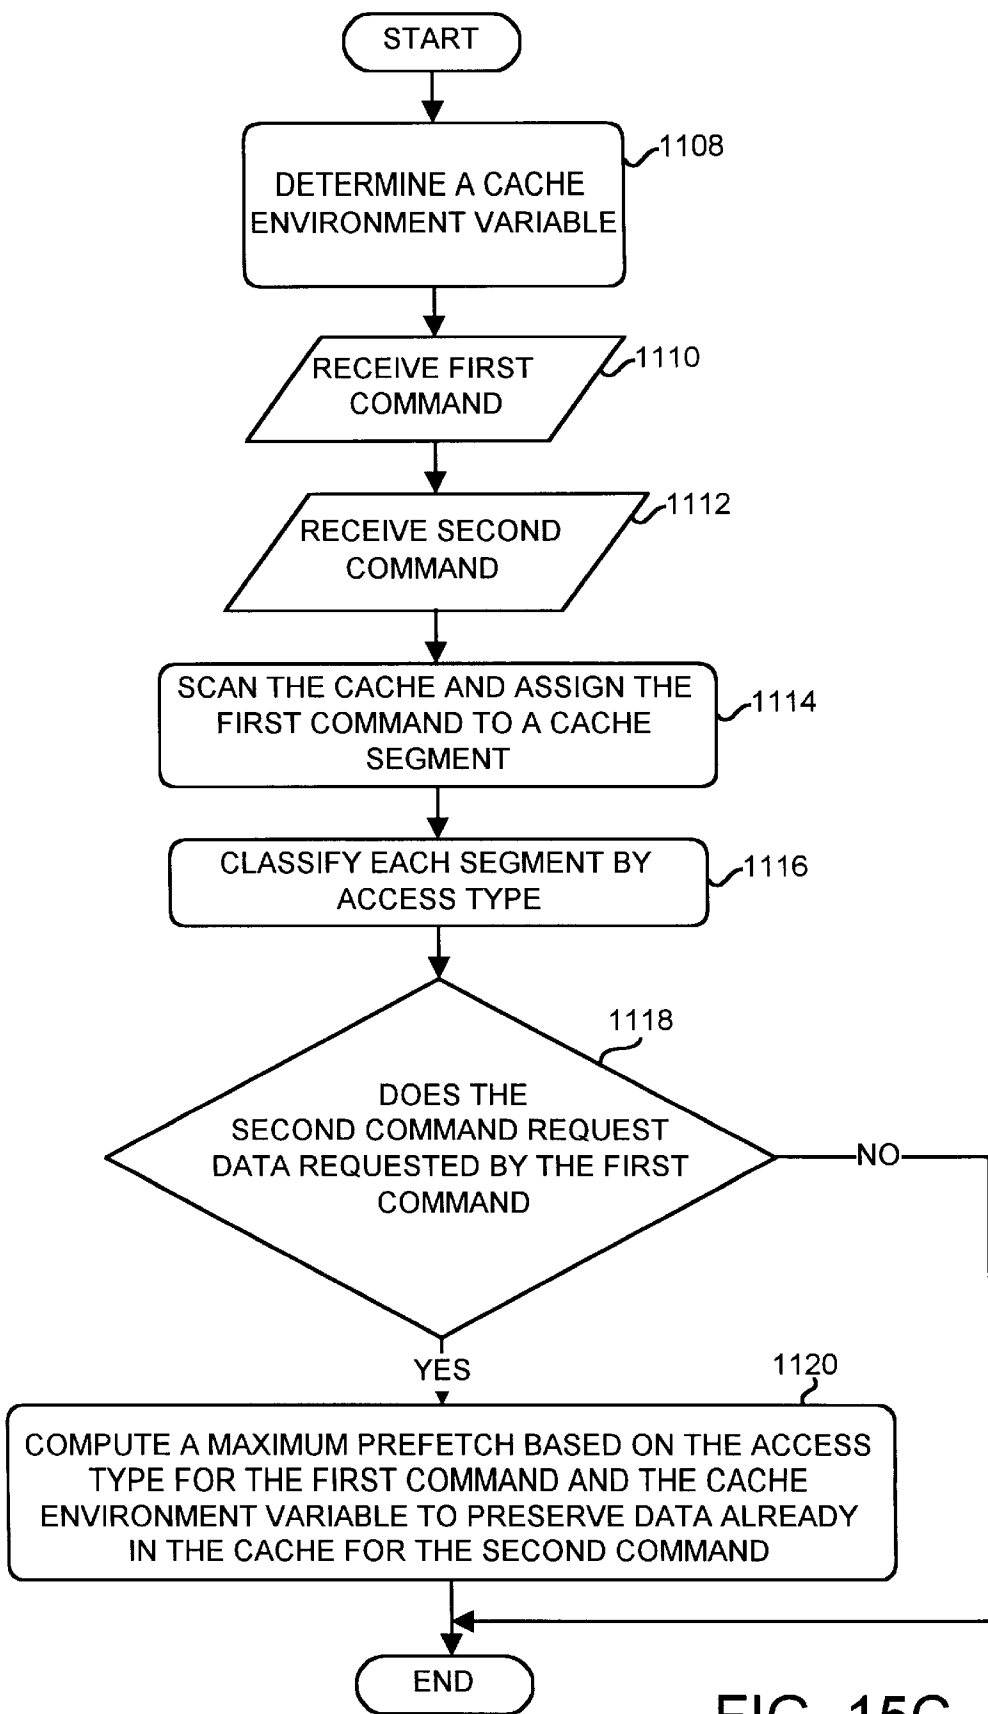 START
1108
DETERMINE A CACHE
ENVIRONMENT VARIABLE
RECEIVE FIRST
COMMAND
1110
RECEIVE SECOND
COMMAND
1112
SCAN THE CACHE AND ASSIGN THE
FIRST COMMAND TO A CACHE
SEGMENT
1114
CLASSIFY EACH SEGMENT BY
ACCESS TYPE
1116
1118
DOES THE
SECOND COMMAND REQUEST
DATA REQUESTED BY THE FIRST
COMMAND
NO
YES
1120
COMPUTE A MAXIMUM PREFETCH BASED ON THE ACCESS
TYPE FOR THE FIRST COMMAND AND THE CACHE
ENVIRONMENT VARIABLE TO PRESERVE DATA ALREADY
IN THE CACHE FOR THE SECOND COMMAND
END
FIG. 15C